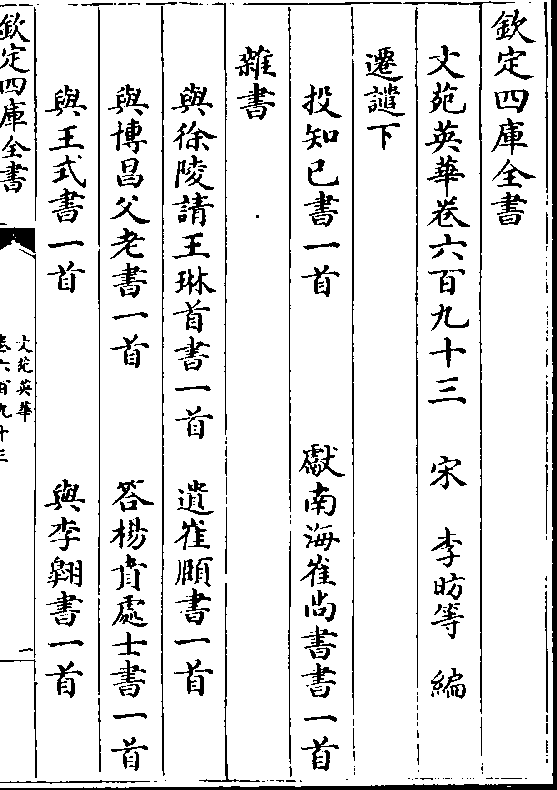 欽定四庫全書
文苑英華卷六百九十三 宋 李昉等 編
遷謫下
投知己書一首 獻南海崔尚書書一首
雜書
與徐陵請王琳首書一首 遺崔頤書一首
與博昌父老書一首 答楊賁處士書一首
與王式書一首 與李翺書一首
欽定四庫全書
文苑英華
卷六百九十三
一